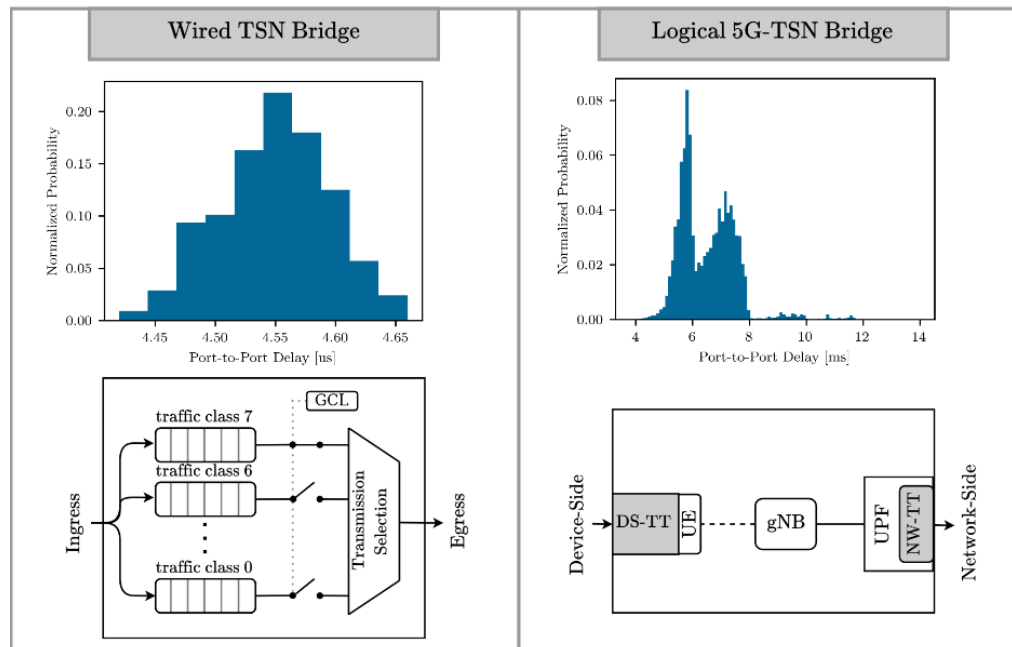 Wired TSN Bridge
Normalized Probability
0.20
0.15
0.10
0.05
0.00
4.45 4.50 4.55 4.60 4.65
Port-to-Port Delay [us]
GCL
traffic class 7
traffic class 6
traffic class 0
Ingress
Transmission
Selection
Egress
Logical 5G-TSN Bridge
Normalized Probability
0.08
0.06
0.04
0.02
0.00
4 6 8 10 12 14
Port-to-Port Delay [ms]
Device-Side
DS-TT
UE
gNB
UPF
NW-TT
Network-Side